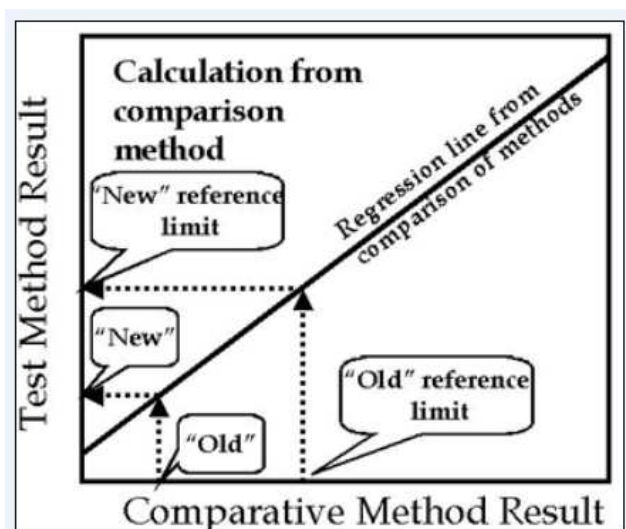 Calculation from
comparison
method
"New" reference
limit
Regression line from
comparison of methods
"New"
"Old" reference
limit
"Old"
Test Method Result
Comparative Method Result